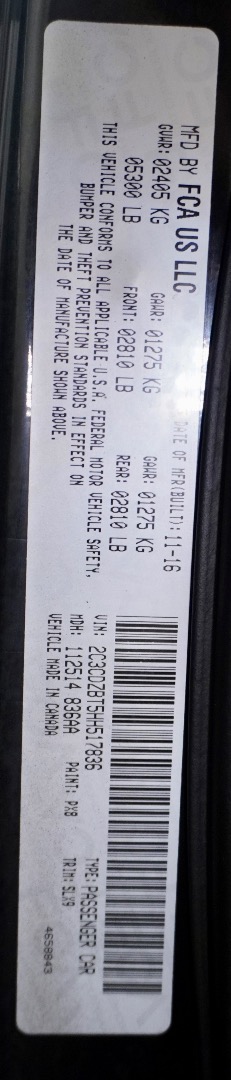 MFD BY FCA US LLC DATE OF MFR(BUILT): 11-16
GVWR: 02405 KG GAWR: 01275 KG GAWR: 01275 KG
05300 LB FRONT: 02810 LB REAR: 02810 LB
THIS VEHICLE CONFORMS TO ALL APPLICABLE U.S.A. FEDERAL MOTOR VEHICLE SAFETY,
BUMPER AND THEFT PREVENTION STANDARDS IN EFFECT ON
THE DATE OF MANUFACTURE SHOWN ABOVE.
VIN: 2C3CDZBT5HH517836 TYPE: PASSENGER CAR
MDH: 112514 836AA PAINT: PX8 TRIM: SLX9
VEHICLE MADE IN CANADA 4658843